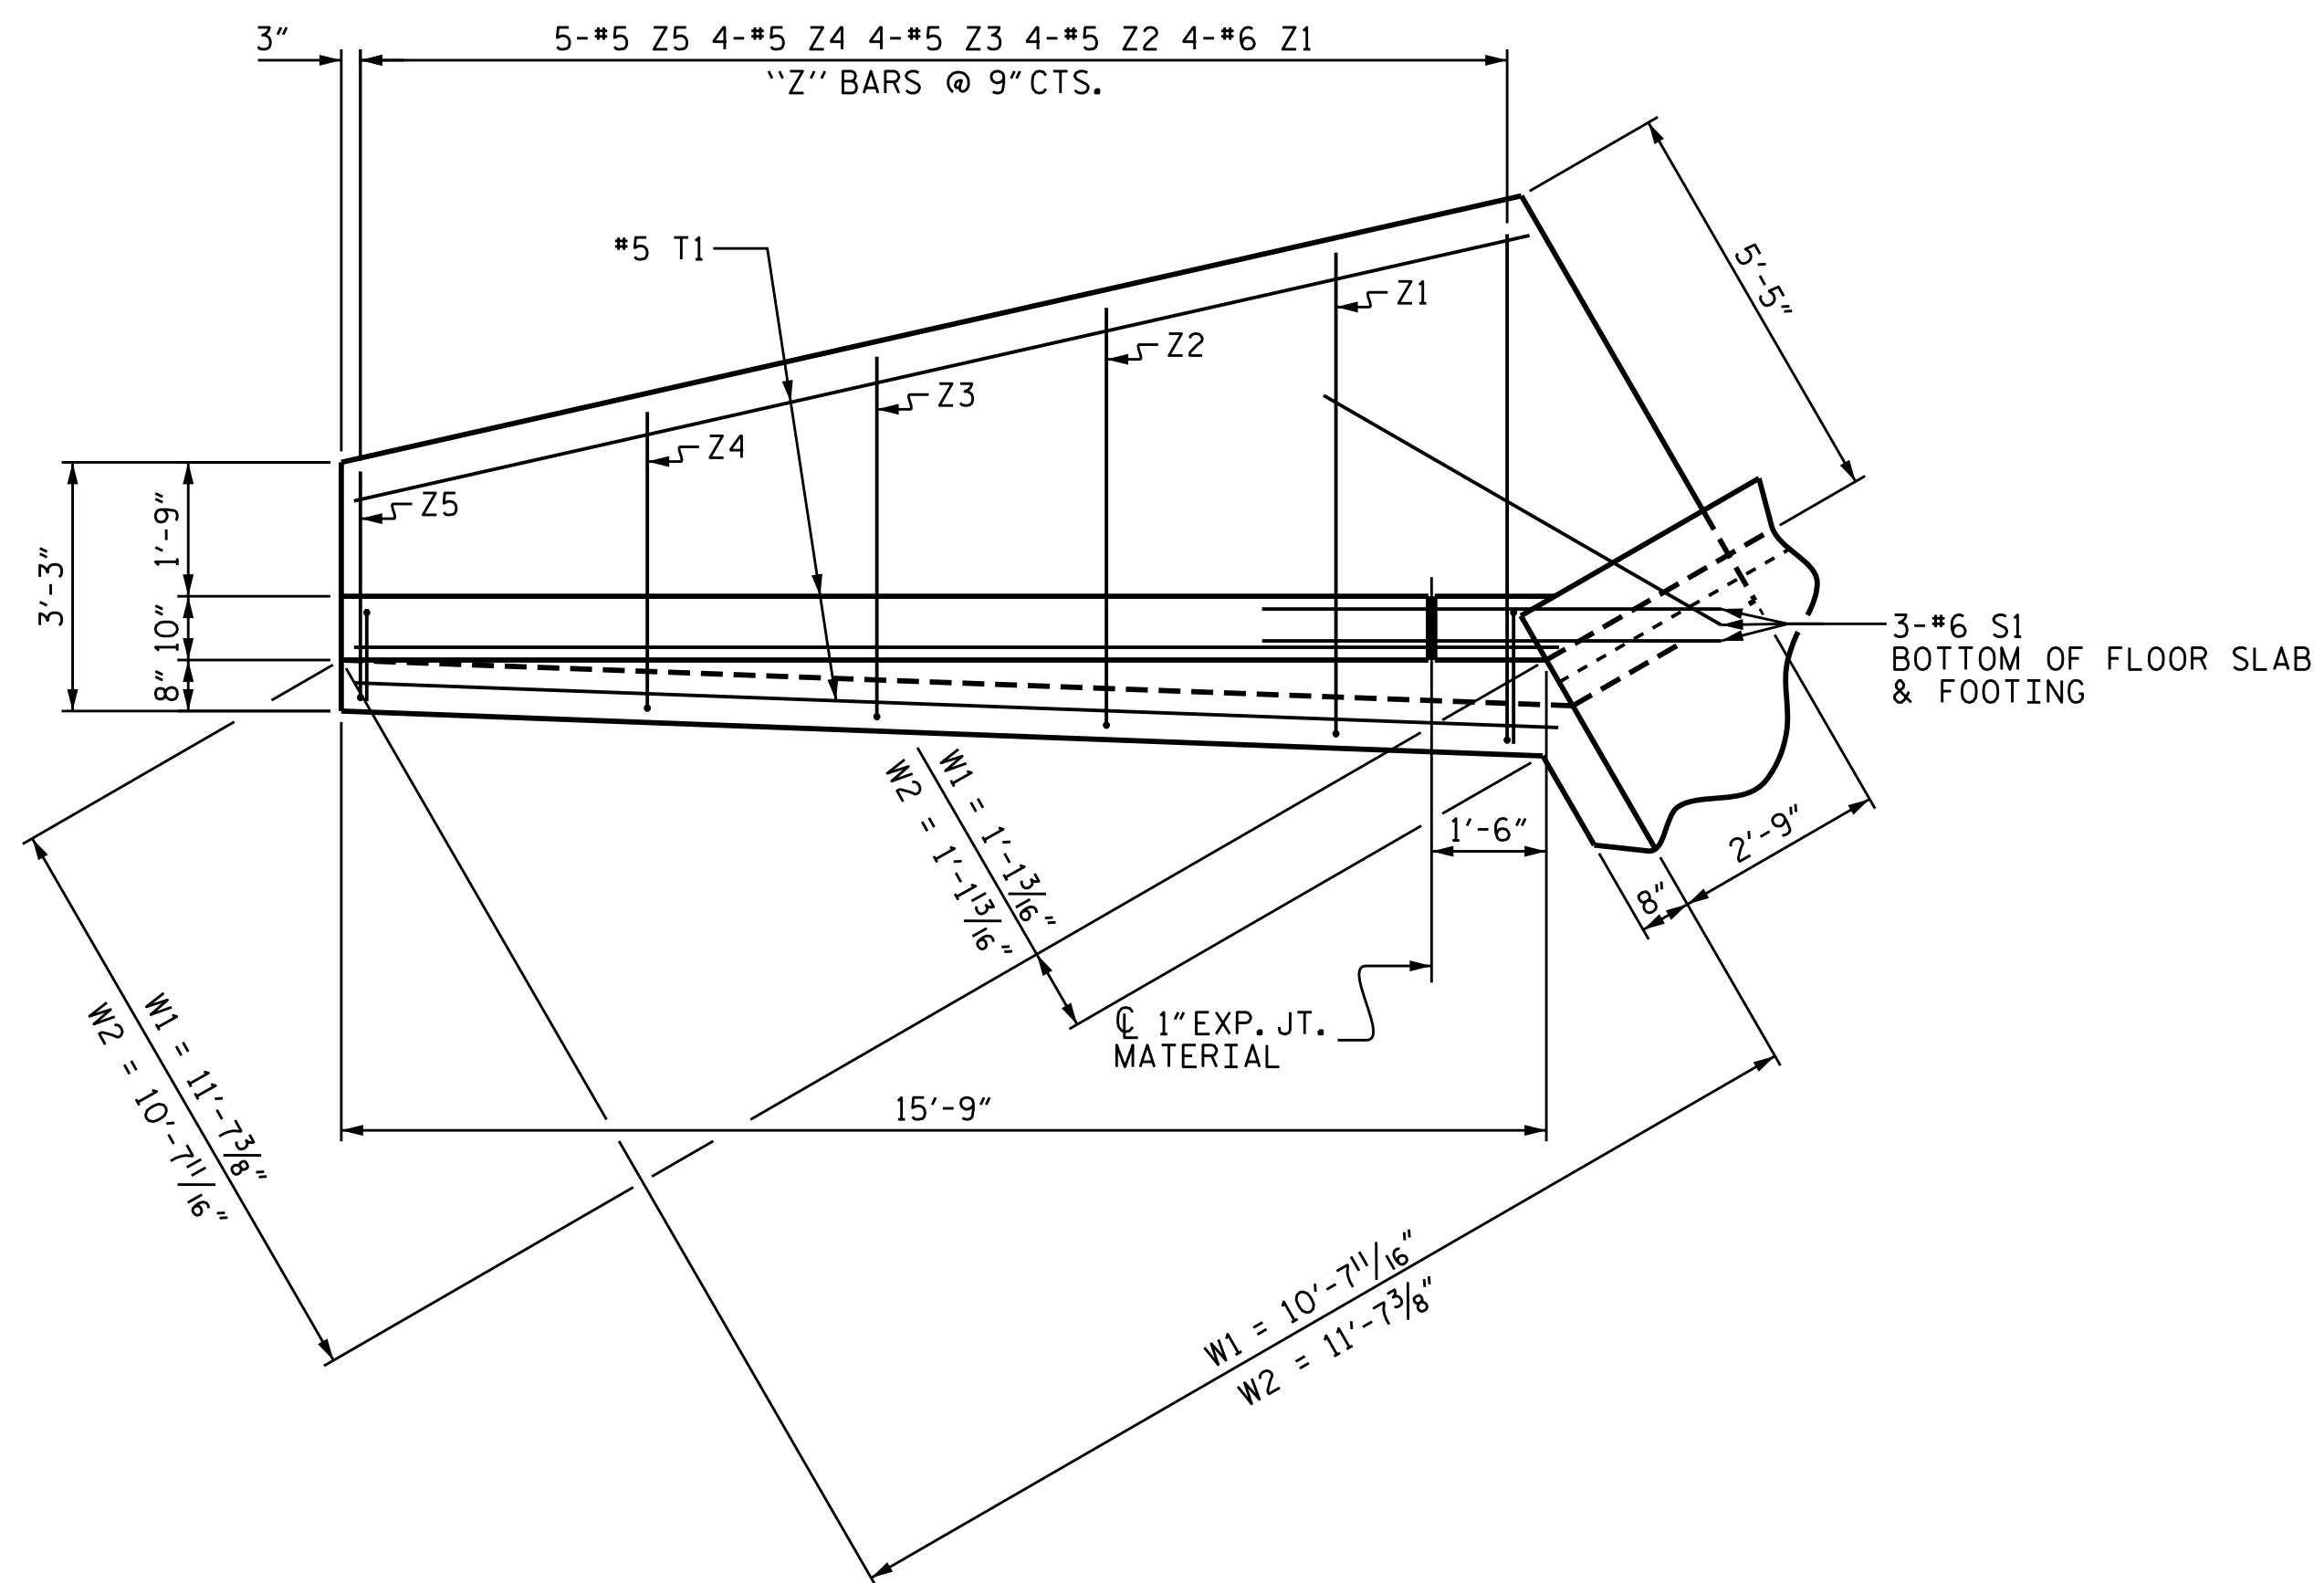 3"
5-#5 Z5 4-#5 Z4 4-#5 Z3 4-#5 Z2 4-#6 Z1
"Z" BARS @ 9" CTS.
#5 T1
Z1
Z2
Z3
Z4
Z5
5'-5"
1'-9"
3'-3"
10"
8"
3-#6 S1
BOTTOM OF FLOOR SLAB
& FOOTING
W1 = 1'-1 3/16"
W2 = 1'-1 13/16"
1'-6"
2'-9"
8"
℄ 1" EXP. JT.
MATERIAL
W1 = 11'-7 3/8"
W2 = 10'-7 11/16"
15'-9"
W1 = 10'-7 11/16"
W2 = 11'-7 3/8"